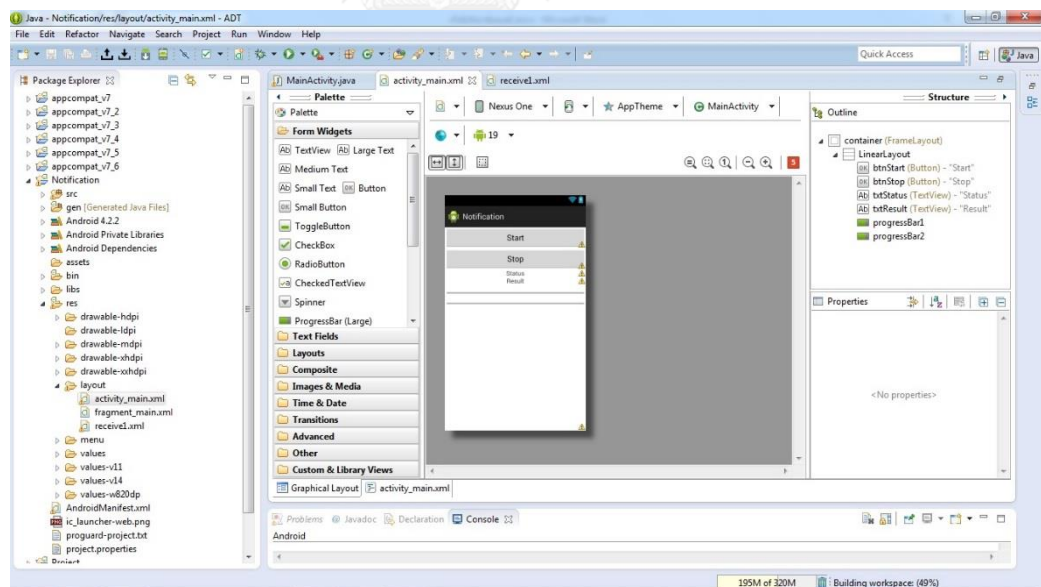 Java - Notification/res/layout/activity_main.xml - ADT
File Edit Refactor Navigate Search Project Run Window Help
Quick Access
Java
Package Explorer
appcompat_v7
appcompat_v7_2
appcompat_v7_3
appcompat_v7_4
appcompat_v7_5
appcompat_v7_6
Notification
src
gen [Generated Java Files]
Android 4.2.2
Android Private Libraries
Android Dependencies
assets
bin
libs
res
drawable-hdpi
drawable-ldpi
drawable-mdpi
drawable-xhdpi
drawable-xxhdpi
layout
activity_main.xml
fragment_main.xml
receive1.xml
menu
values
values-v11
values-v14
values-w820dp
AndroidManifest.xml
ic_launcher-web.png
proguard-project.txt
project.properties
Project
MainActivity.java
activity_main.xml
receive1.xml
Palette
Palette
Form Widgets
TextView Large Text
Medium Text
Small Text Button
Small Button
ToggleButton
CheckBox
RadioButton
CheckedTextView
Spinner
ProgressBar (Large)
Text Fields
Layouts
Composite
Images & Media
Time & Date
Transitions
Advanced
Other
Custom & Library Views
Nexus One AppTheme MainActivity
19
5
Notification
Start
Stop
Status
Result
Graphical Layout activity_main.xml
Structure
Outline
container (FrameLayout)
LinearLayout
btnStart (Button) - "Start"
btnStop (Button) - "Stop"
txtStatus (TextView) - "Status"
txtResult (TextView) - "Result"
progressBar1
progressBar2
Properties
<No properties>
Problems Javadoc Declaration Console
Android
195M of 320M
Building workspace: (49%)